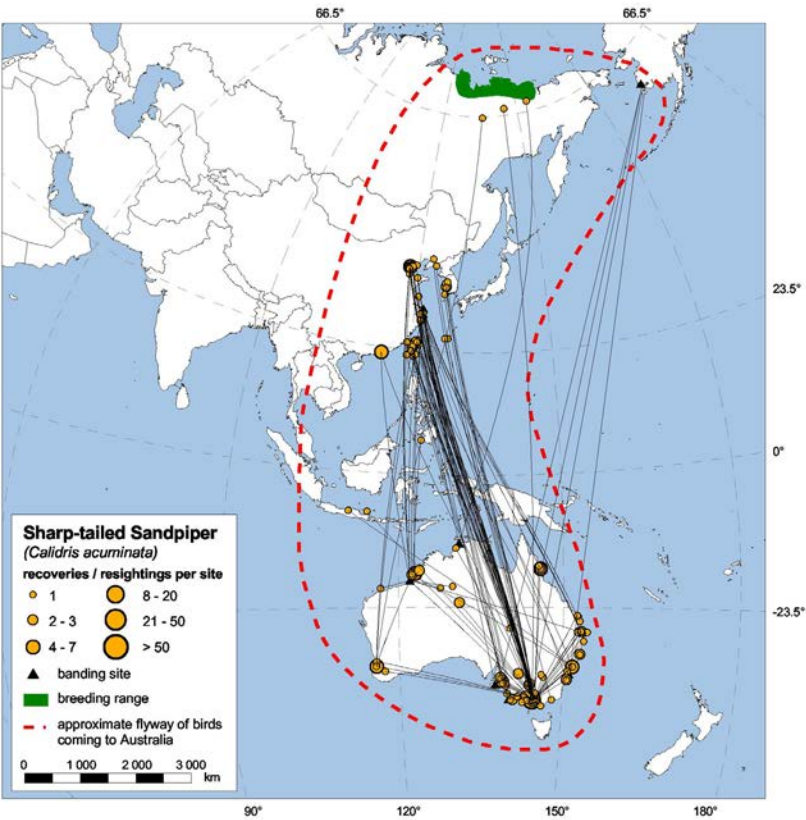 66.5°
66.5°
23.5°
0°
-23.5°
Sharp-tailed Sandpiper
(Calidris acuminata)
recoveries / resightings per site
1
8 - 20
2 - 3
21 - 50
4 - 7
> 50
banding site
breeding range
approximate flyway of birds
coming to Australia
0
1 000
2 000
3 000
km
90°
120°
150°
180°